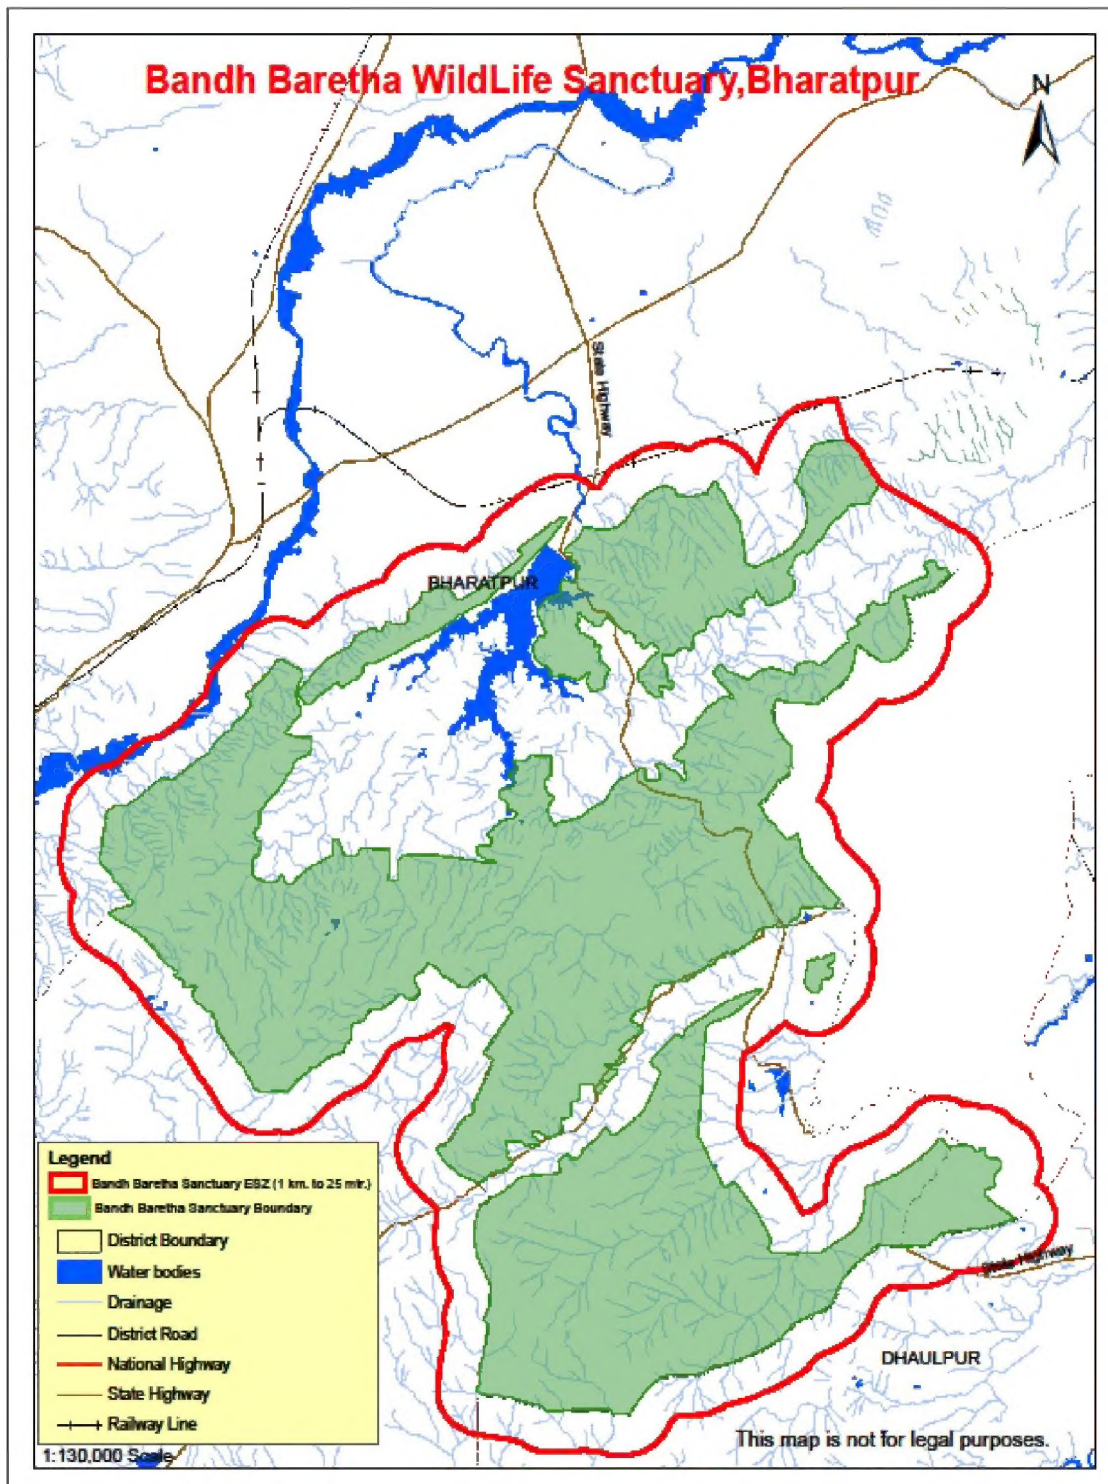 Bandh Baretha WildLife Sanctuary,Bharatpur
N
State Highway
BHARATPUR
Legend
Bandh Baretha Sanctuary ESZ (1 km. to 25 mtr.)
Bandh Baretha Sanctuary Boundary
District Boundary
Water bodies
Drainage
District Road
National Highway
State Highway
Railway Line
1:130,000 Scale
State Highway
DHAULPUR
This map is not for legal purposes.